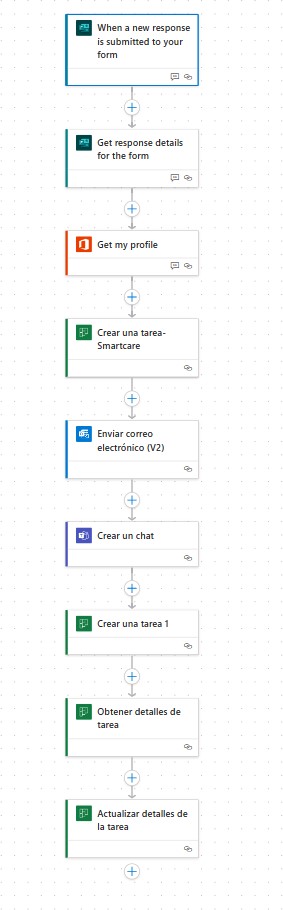 When a new response
is submitted to your
form
Get response details
for the form
Get my profile
Crear una tarea-
Smartcare
Enviar correo
electrónico (V2)
Crear un chat
Crear una tarea 1
Obtener detalles de
tarea
Actualizar detalles de
la tarea